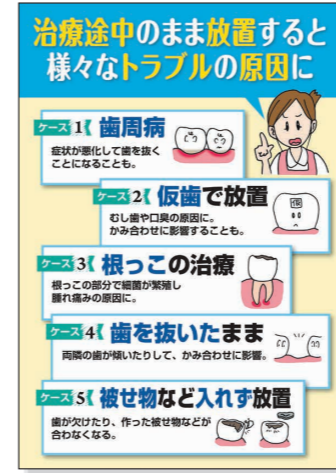 治療途中のまま放置すると
様々なトラブルの原因に
ケース1 歯周病
症状が悪化して歯を抜く
ことになることも。
ケース2 仮歯で放置
むし歯や口臭の原因に。
かみ合わせに影響することも。
仮
ケース3 根っこの治療
根っこの部分で細菌が繁殖し
腫れ痛みの原因に。
ケース4 歯を抜いたまま
両隣の歯が傾いたりして、かみ合わせに影響。
ケース5 被せ物など入れず放置
歯が欠けたり、作った被せ物などが
合わなくなる。